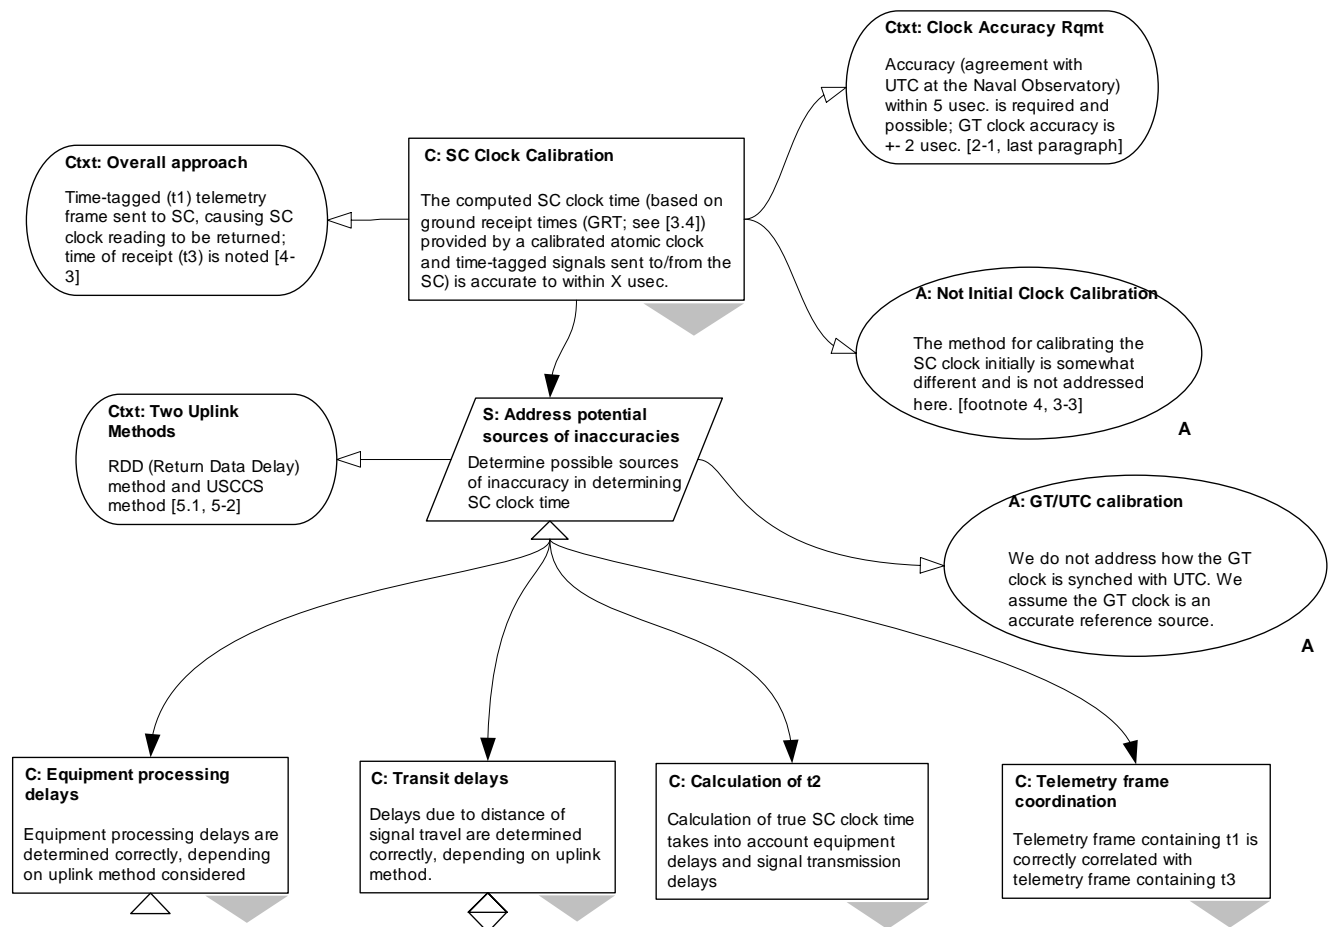 Ctxt: Clock Accuracy Rqmt
Accuracy (agreement with
UTC at the Naval Observatory)
within 5 usec. is required and
possible; GT clock accuracy is
+- 2 usec. [2-1, last paragraph]
Ctxt: Overall approach
Time-tagged (t1) telemetry
frame sent to SC, causing SC
clock reading to be returned;
time of receipt (t3) is noted [4-
3]
C: SC Clock Calibration
The computed SC clock time (based on
ground receipt times (GRT; see [3.4])
provided by a calibrated atomic clock
and time-tagged signals sent to/from the
SC) is accurate to within X usec.
A: Not Initial Clock Calibration
The method for calibrating the
SC clock initially is somewhat
different and is not addressed
here. [footnote 4, 3-3]
A
Ctxt: Two Uplink
Methods
RDD (Return Data Delay)
method and USCCS
method [5.1, 5-2]
S: Address potential
sources of inaccuracies
Determine possible sources
of inaccuracy in determining
SC clock time
A: GT/UTC calibration
We do not address how the GT
clock is synched with UTC. We
assume the GT clock is an
accurate reference source.
A
C: Equipment processing
delays
Equipment processing delays are
determined correctly, depending
on uplink method considered
C: Transit delays
Delays due to distance of
signal travel are determined
correctly, depending on uplink
method.
C: Calculation of t2
Calculation of true SC clock time
takes into account equipment
delays and signal transmission
delays
C: Telemetry frame
coordination
Telemetry frame containing t1 is
correctly correlated with
telemetry frame containing t3